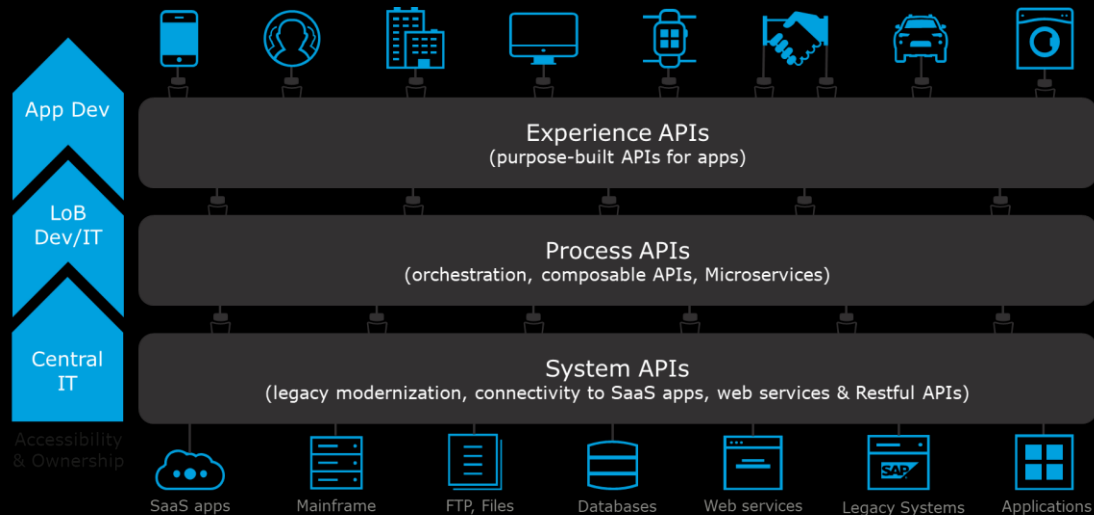 App Dev
LoB
Dev/IT
Central
IT
Accessibility
& Ownership
Experience APIs
(purpose-built APIs for apps)
Process APIs
(orchestration, composable APIs, Microservices)
System APIs
(legacy modernization, connectivity to SaaS apps, web services & Restful APIs)
SAP
SaaS apps
Mainframe
FTP, Files
Databases
Web services
Legacy Systems
Applications